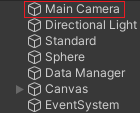 Main Camera
Directional Light
Standard
Sphere
Data Manager
Canvas
EventSystem